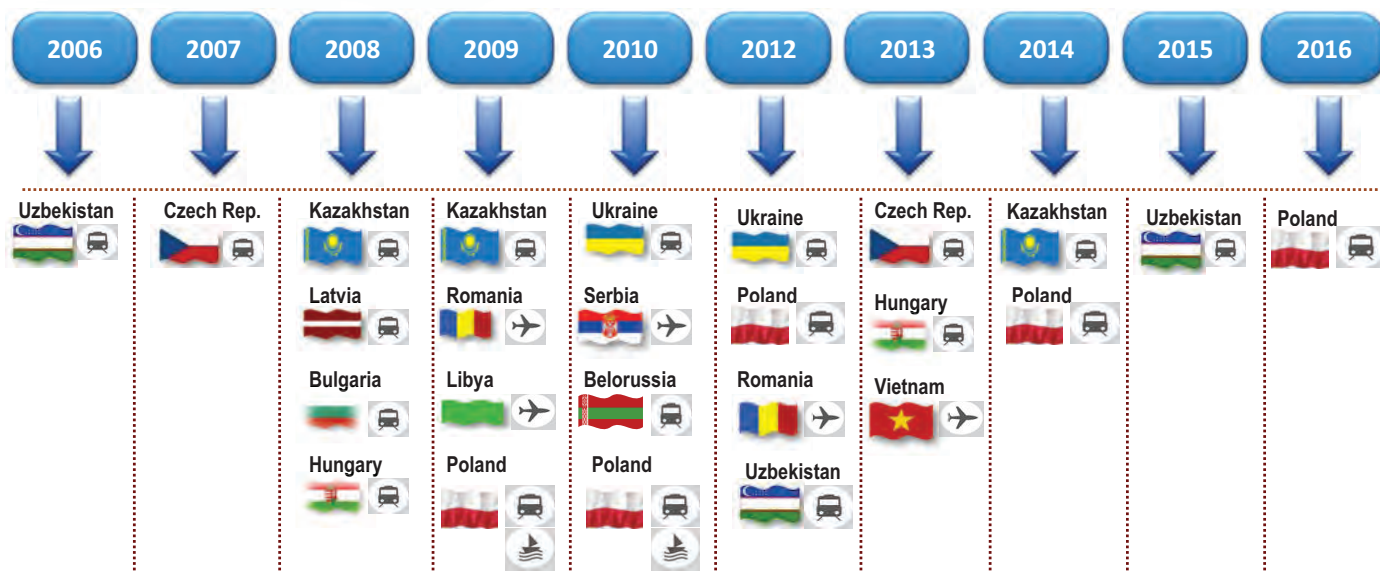 2006
2007
2008
2009
2010
2012
2013
2014
2015
2016
Uzbekistan
Czech Rep.
Kazakhstan
Latvia
Bulgaria
Hungary
Kazakhstan
Romania
Libya
Poland
Ukraine
Serbia
Belorussia
Poland
Ukraine
Poland
Romania
Uzbekistan
Czech Rep.
Hungary
Vietnam
Kazakhstan
Poland
Uzbekistan
Poland